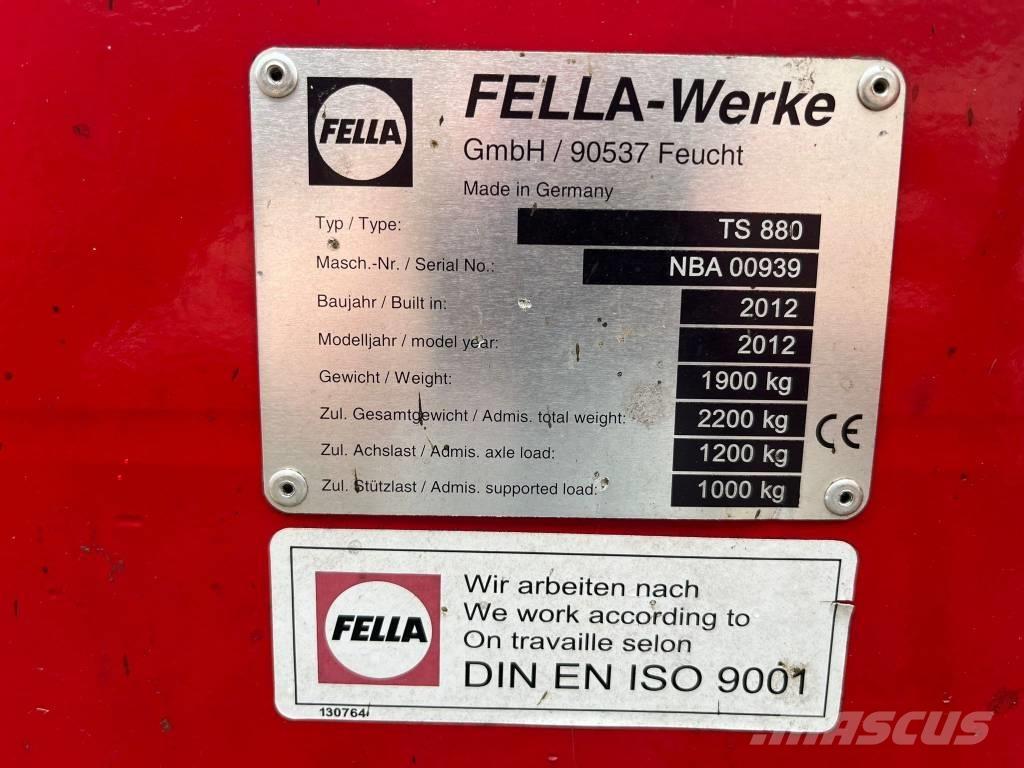 FELLA
FELLA-Werke
GmbH / 90537 Feucht
Made in Germany
Typ / Type: TS 880
Masch.-Nr. / Serial No.: NBA 00939
Baujahr / Built in: 2012
Modelljahr / model year: 2012
Gewicht / Weight: 1900 kg
Zul. Gesamtgewicht / Admis. total weight: 2200 kg
Zul. Achslast / Admis. axle load: 1200 kg
Zul. Stützlast / Admis. supported load: 1000 kg
CE
FELLA
Wir arbeiten nach
We work according to
On travaille selon
DIN EN ISO 9001
130764
MASCUS